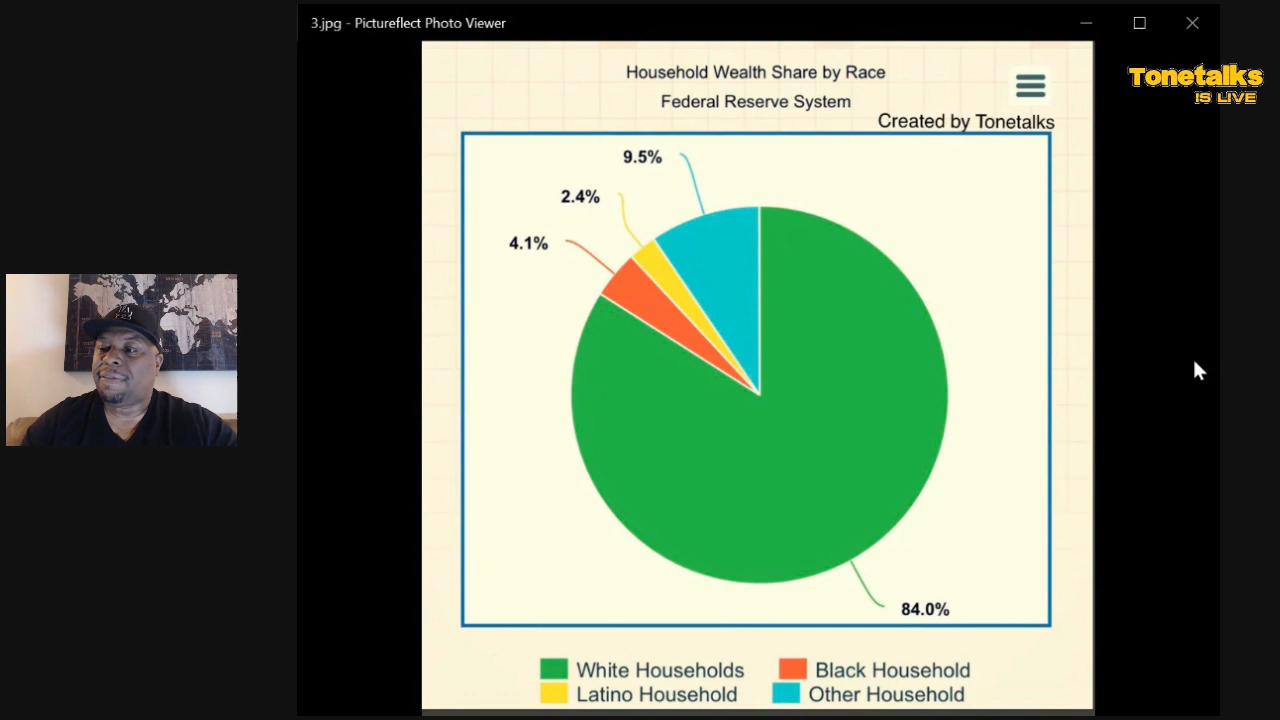 3.jpg - Pictureflect Photo Viewer
Tonetalks
IS LIVE
Household Wealth Share by Race
Federal Reserve System
Created by Tonetalks
9.5%
2.4%
4.1%
84.0%
White Households
Black Household
Latino Household
Other Household